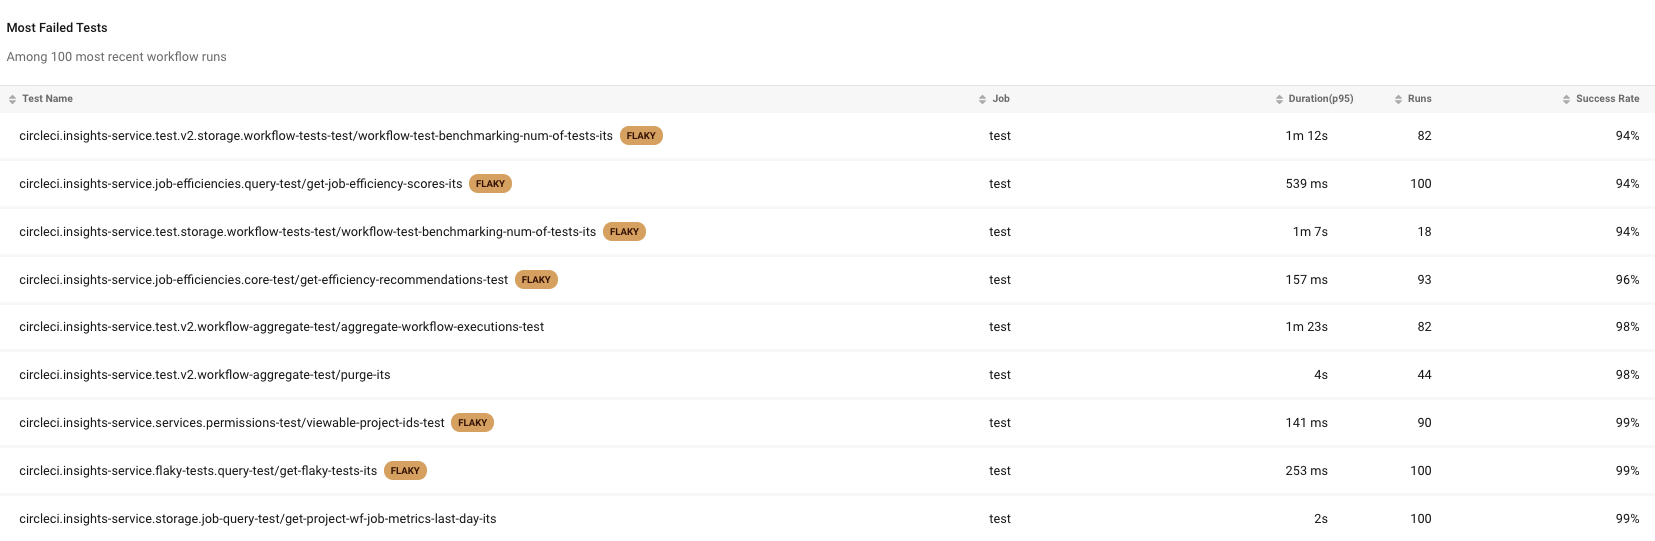 Most Failed Tests
Among 100 most recent workflow runs
Test Name Job Duration(p95) Runs Success Rate
circleci.insights-service.test.v2.storage.workflow-tests-test/workflow-test-benchmarking-num-of-tests-its FLAKY test 1m 12s 82 94%
circleci.insights-service.job-efficiencies.query-test/get-job-efficiency-scores-its FLAKY test 539 ms 100 94%
circleci.insights-service.test.storage.workflow-tests-test/workflow-test-benchmarking-num-of-tests-its FLAKY test 1m 7s 18 94%
circleci.insights-service.job-efficiencies.core-test/get-efficiency-recommendations-test FLAKY test 157 ms 93 96%
circleci.insights-service.test.v2.workflow-aggregate-test/aggregate-workflow-executions-test test 1m 23s 82 98%
circleci.insights-service.test.v2.workflow-aggregate-test/purge-its test 4s 44 98%
circleci.insights-service.services.permissions-test/viewable-project-ids-test FLAKY test 141 ms 90 99%
circleci.insights-service.flaky-tests.query-test/get-flaky-tests-its FLAKY test 253 ms 100 99%
circleci.insights-service.storage.job-query-test/get-project-wf-job-metrics-last-day-its test 2s 100 99%